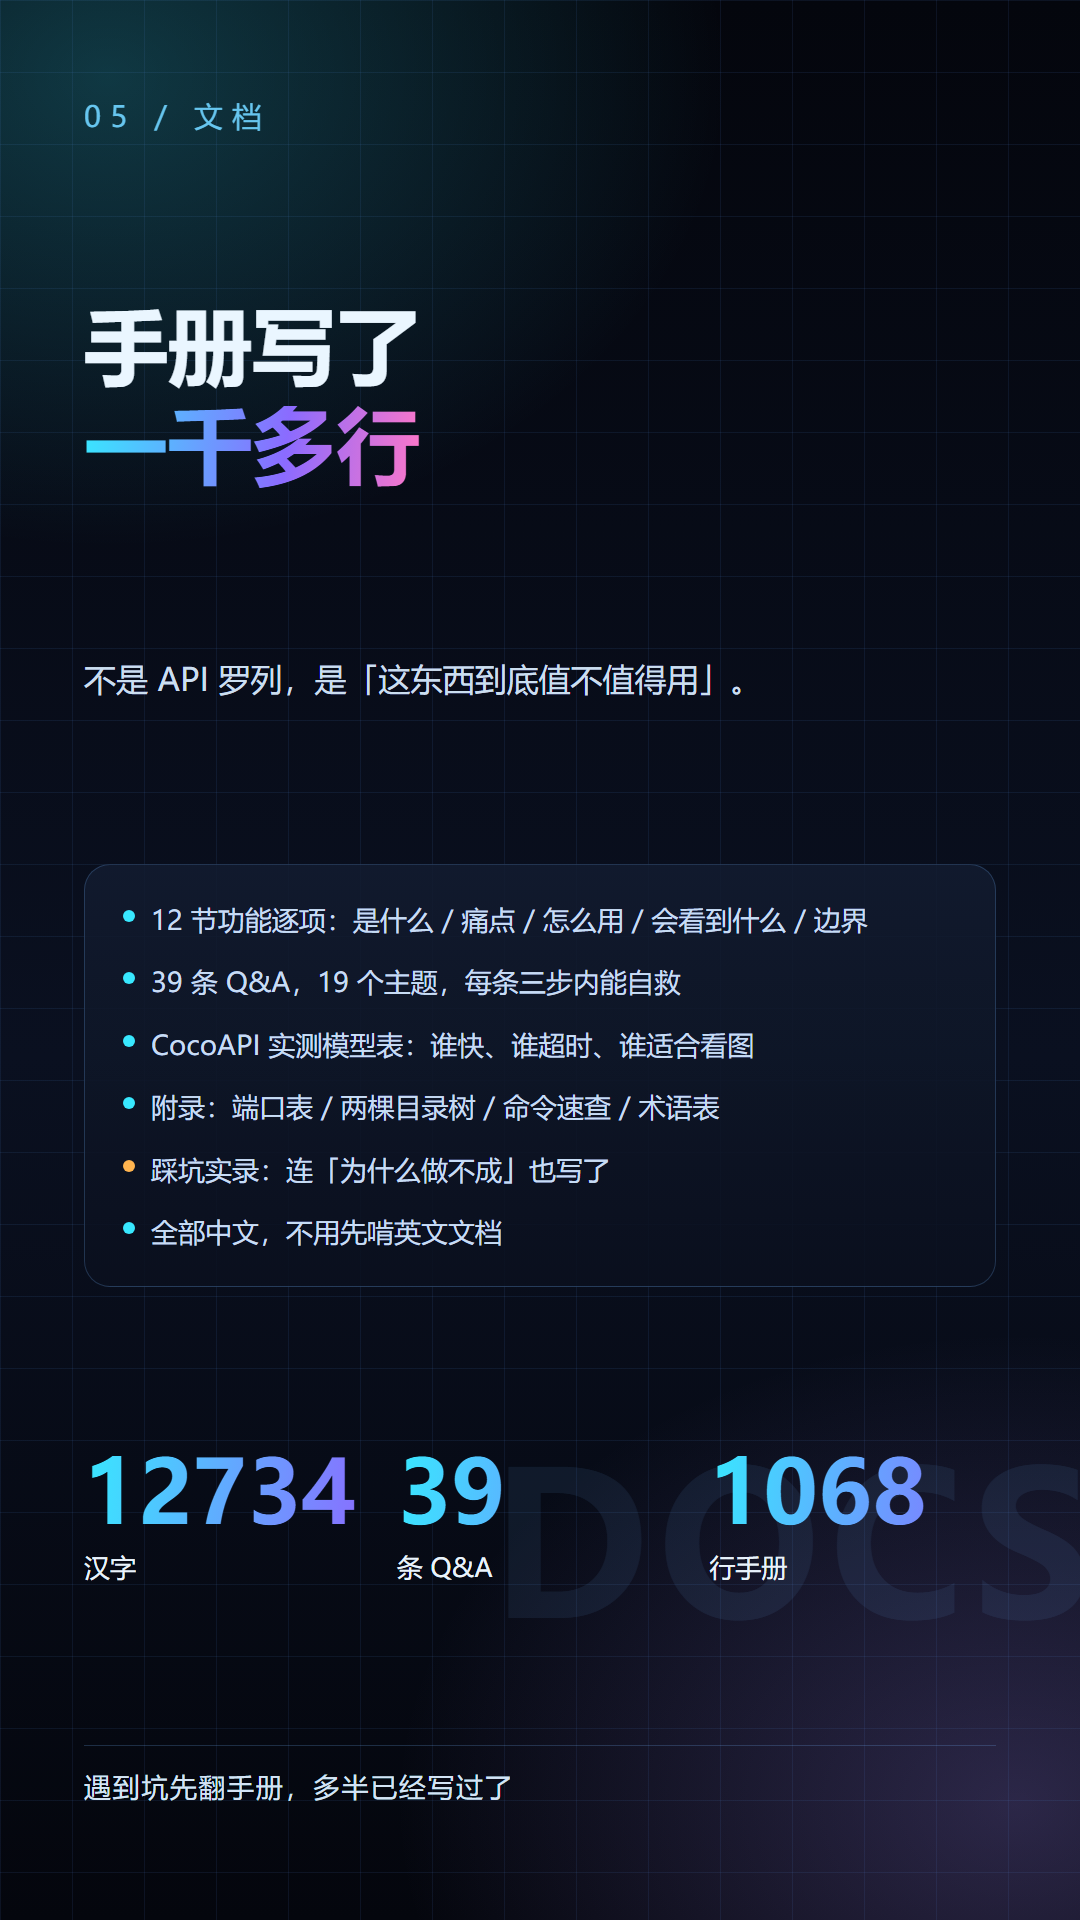 05 / 文档
手册写了
一千多行
不是 API 罗列，是「这东西到底值不值得用」。
12 节功能逐项：是什么 / 痛点 / 怎么用 / 会看到什么 / 边界
39 条 Q&A，19 个主题，每条三步内能自救
CocoAPI 实测模型表：谁快、谁超时、谁适合看图
附录：端口表 / 两棵目录树 / 命令速查 / 术语表
踩坑实录：连「为什么做不成」也写了
全部中文，不用先啃英文文档
12734 39 1068
汉字 条 Q&A 行手册
DOCS
遇到坑先翻手册，多半已经写过了